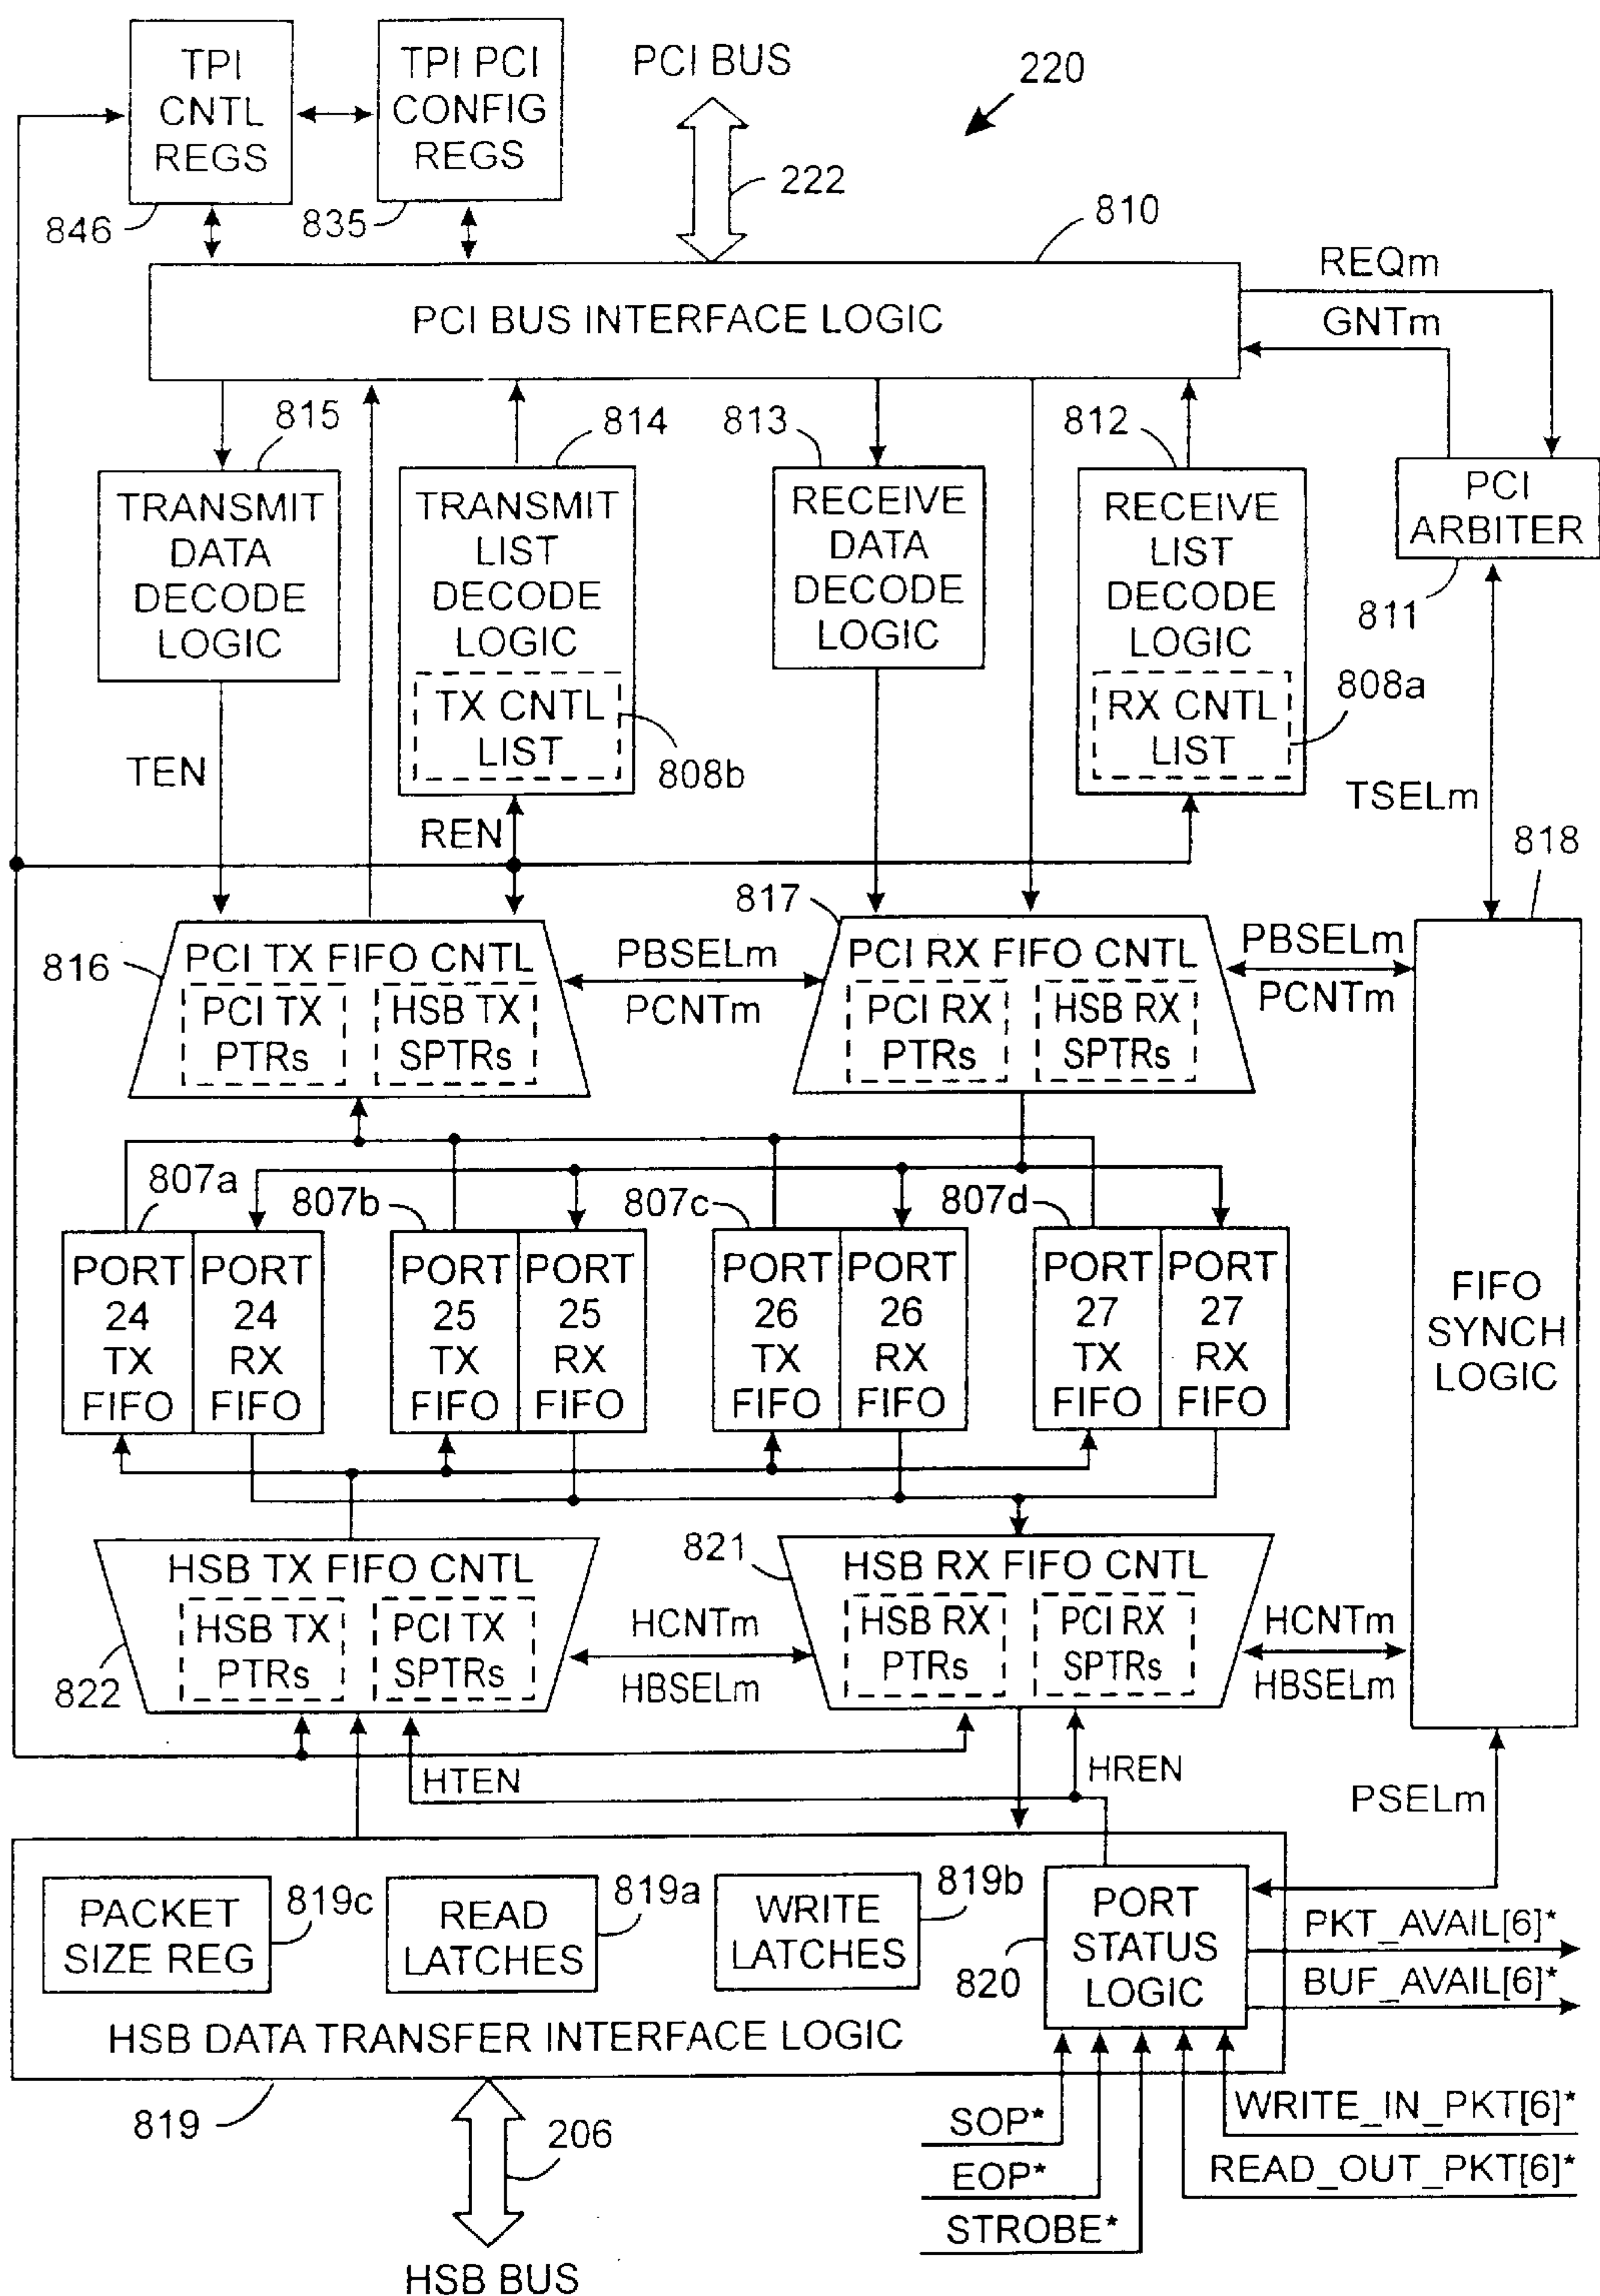 TPI
CNTL
REGS
TPI PCI
CONFIG
REGS
PCI BUS
220
222
846
835
810
REQm
PCI BUS INTERFACE LOGIC
GNTm
815
814
813
812
TRANSMIT
DATA
DECODE
LOGIC
TRANSMIT
LIST
DECODE
LOGIC
TX CNTL
LIST
RECEIVE
DATA
DECODE
LOGIC
RECEIVE
LIST
DECODE
LOGIC
RX CNTL
LIST
PCI
ARBITER
811
808a
808b
TEN
REN
TSELm
818
817
816
PCI TX FIFO CNTL
PCI TX
PTRs
HSB TX
SPTRs
PBSELm
PCNTm
PCI RX FIFO CNTL
PCI RX
PTRs
HSB RX
SPTRs
PBSELm
PCNTm
807a
807b
807c
807d
PORT
24
TX
FIFO
PORT
24
RX
FIFO
PORT
25
TX
FIFO
PORT
25
RX
FIFO
PORT
26
TX
FIFO
PORT
26
RX
FIFO
PORT
27
TX
FIFO
PORT
27
RX
FIFO
FIFO
SYNCH
LOGIC
HSB TX FIFO CNTL
HSB TX
PTRs
PCI TX
SPTRs
822
821
HCNTm
HBSELm
HSB RX FIFO CNTL
HSB RX
PTRs
PCI RX
SPTRs
HCNTm
HBSELm
HTEN
HREN
PSELm
PACKET
SIZE REG
819c
READ
LATCHES
819a
WRITE
LATCHES
819b
820
PORT
STATUS
LOGIC
PKT_AVAIL[6]*
BUF_AVAIL[6]*
HSB DATA TRANSFER INTERFACE LOGIC
819
206
SOP*
EOP*
STROBE*
WRITE_IN_PKT[6]*
READ_OUT_PKT[6]*
HSB BUS